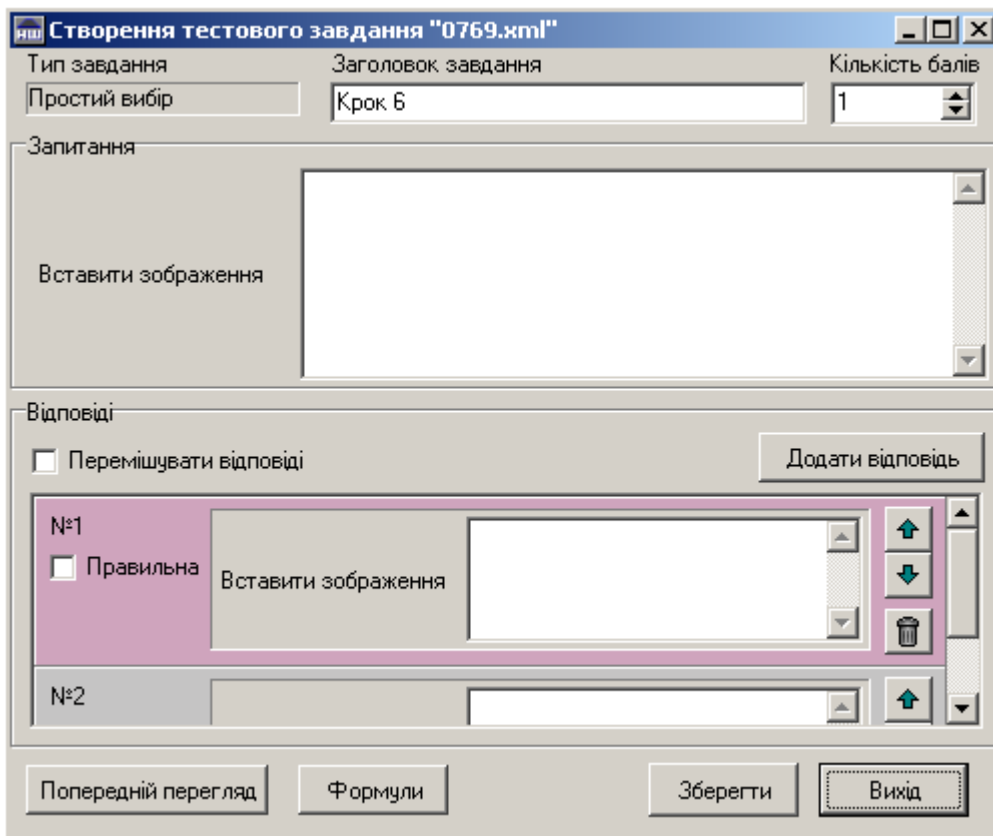 АШ Створення тестового завдання "0769.xml"
Тип завдання Заголовок завдання Кількість балів
Простий вибір Крок 6 1
Запитання
Вставити зображення
Відповіді
Перемішувати відповіді Додати відповідь
№1
Правильна Вставити зображення
№2
Попередній перегляд Формули Зберегти Вихід